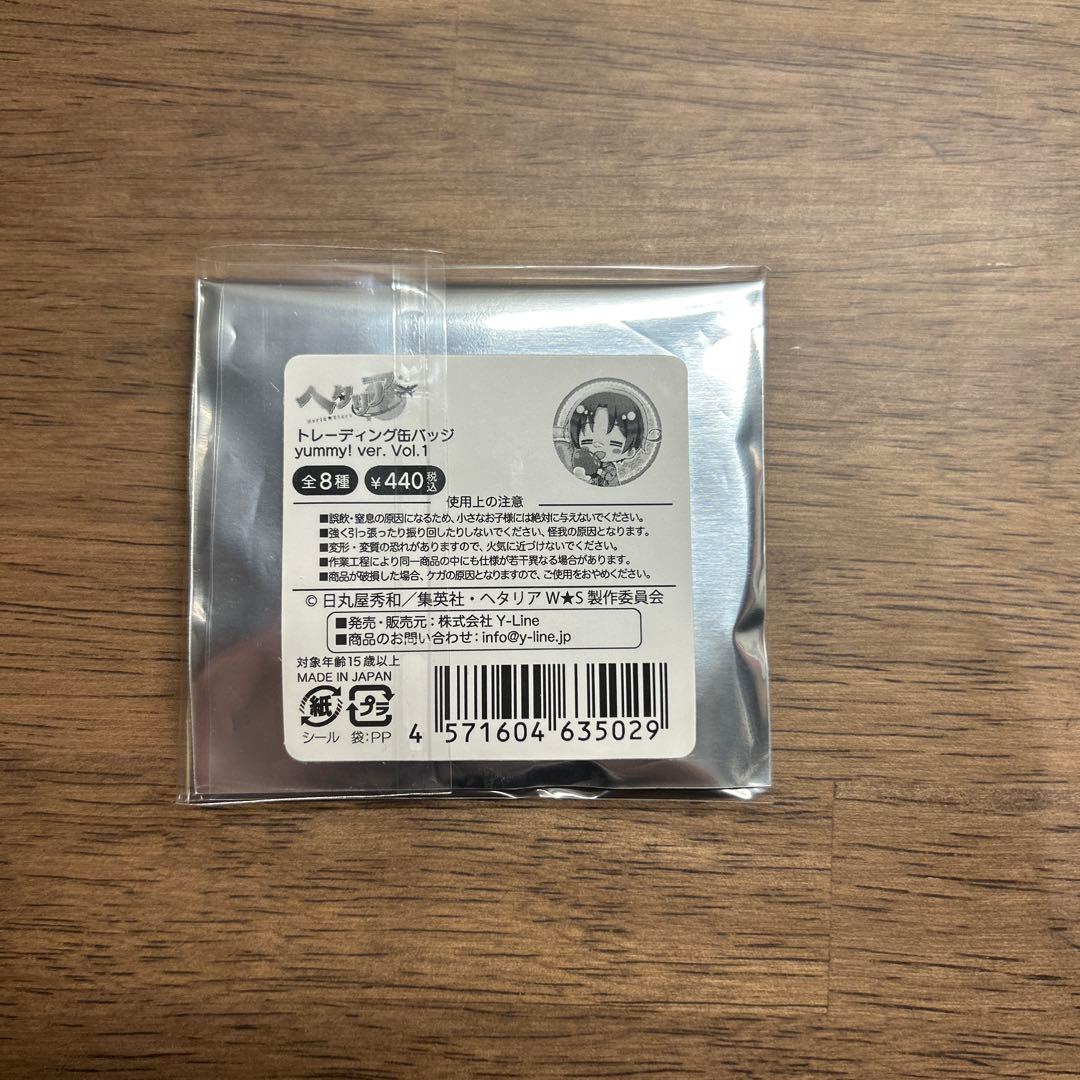 ヘタリア
World★Stars
トレーディング缶バッジ
yummy! ver. Vol.1
全8種 ¥440税込
使用上の注意
■誤飲・窒息の原因になるため、小さなお子様には絶対に与えないでください。
■強く引っ張ったり振り回したりしないでください、怪我の原因となります。
■変形・変質の恐れがありますので、火気に近づけないでください。
■作業工程により同一商品の中にも仕様が若干異なる場合があります。
■商品が破損した場合、ケガの原因となりますので、ご使用をおやめください。
© 日丸屋秀和／集英社・ヘタリア W★S 製作委員会
■発売・販売元：株式会社 Y-Line
■商品のお問い合わせ：info@y-line.jp
対象年齢15歳以上
MADE IN JAPAN
紙 プラ
シール 袋：PP
4 571604 635029